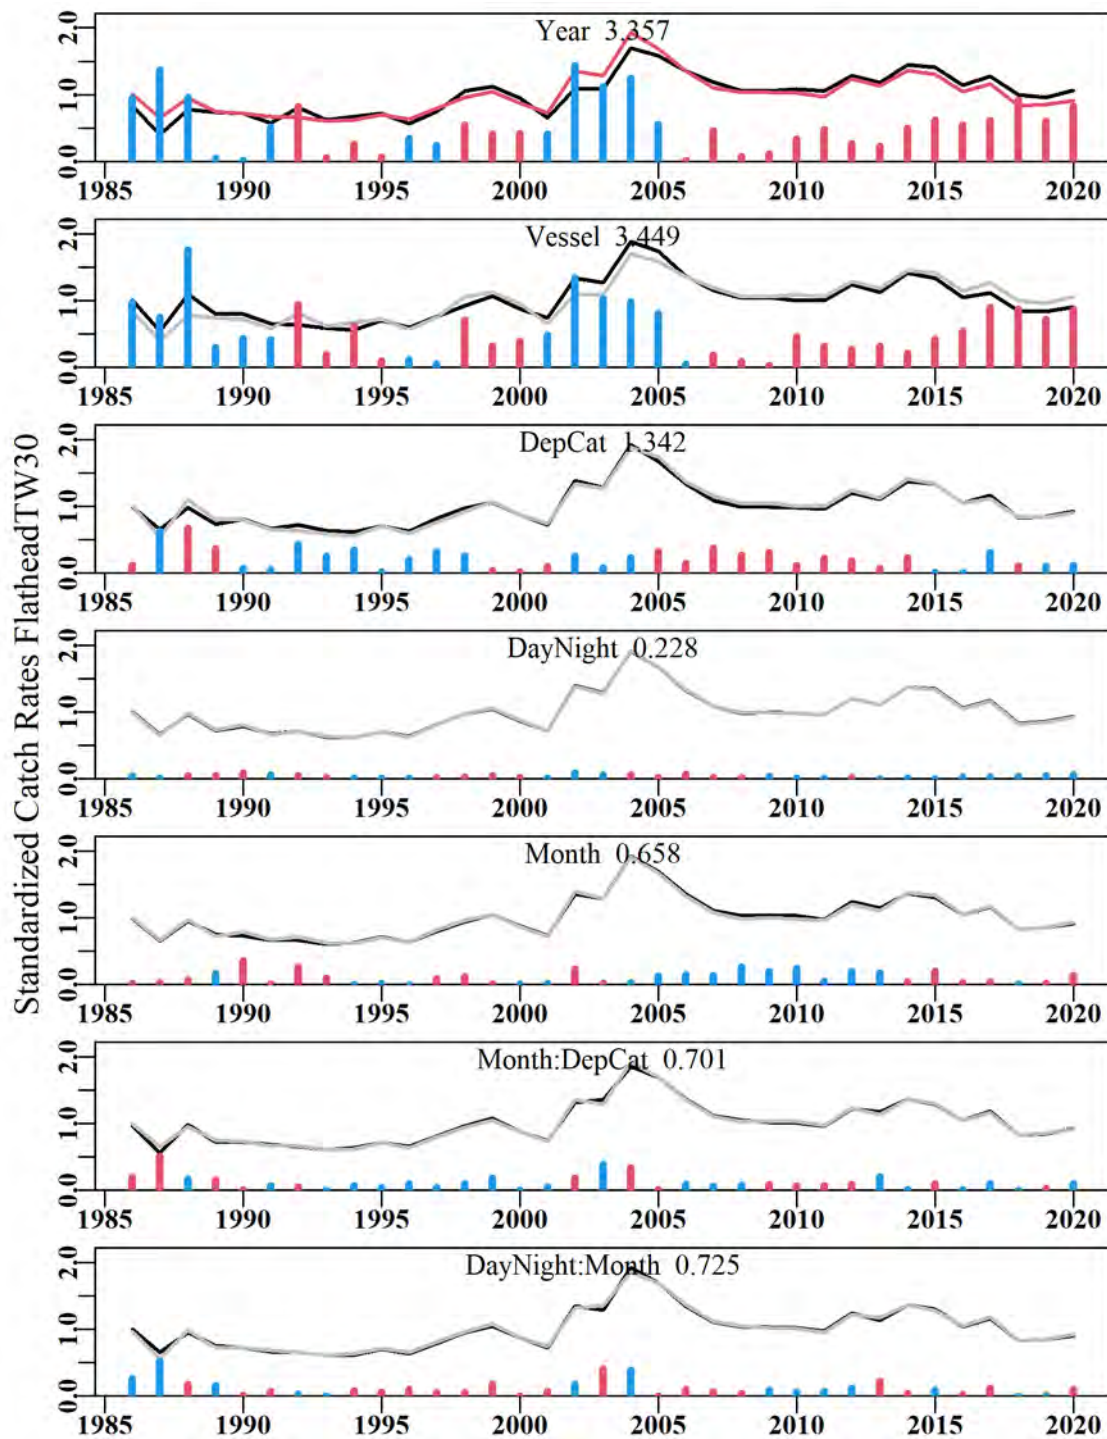 Standardized Catch Rates FlatheadTW30
Year 3.357
0.0 1.0 2.0
1985 1990 1995 2000 2005 2010 2015 2020
Vessel 3.449
0.0 1.0 2.0
1985 1990 1995 2000 2005 2010 2015 2020
DepCat 1.342
0.0 1.0 2.0
1985 1990 1995 2000 2005 2010 2015 2020
DayNight 0.228
0.0 1.0 2.0
1985 1990 1995 2000 2005 2010 2015 2020
Month 0.658
0.0 1.0 2.0
1985 1990 1995 2000 2005 2010 2015 2020
Month:DepCat 0.701
0.0 1.0 2.0
1985 1990 1995 2000 2005 2010 2015 2020
DayNight:Month 0.725
0.0 1.0 2.0
1985 1990 1995 2000 2005 2010 2015 2020